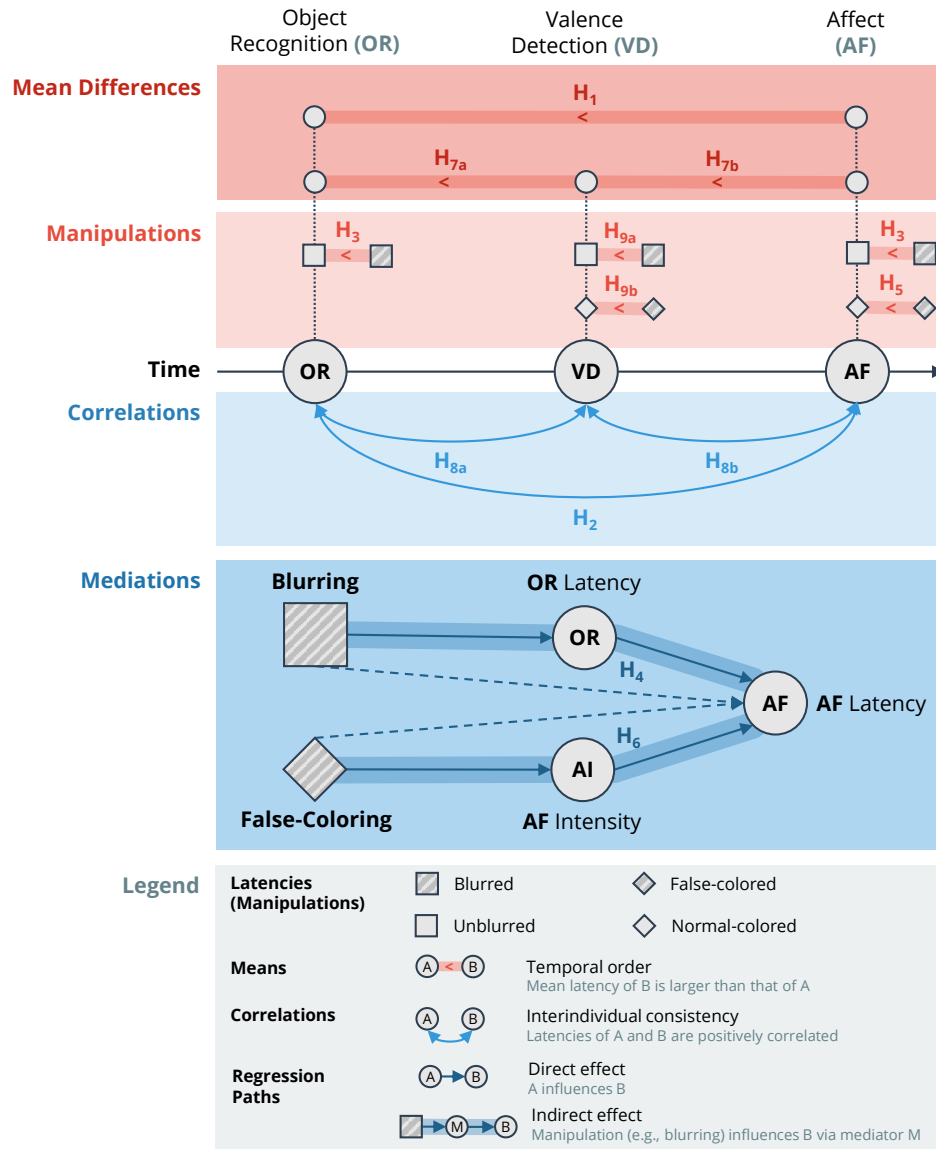 Object
Recognition (OR)
Valence
Detection (VD)
Affect
(AF)
Mean Differences
H1
<
H7a
H7b
<
<
Manipulations
H3
H9a
H3
<
<
<
H9b
H5
<
<
Time
OR
VD
AF
Correlations
H8a
H8b
H2
Mediations
Blurring
OR Latency
OR
H4
AF
AF Latency
H6
AI
False-Coloring
AF Intensity
Legend
Latencies
(Manipulations)
Blurred
False-colored
Unblurred
Normal-colored
Means
A < B
Temporal order
Mean latency of B is larger than that of A
Correlations
A B
Interindividual consistency
Latencies of A and B are positively correlated
Regression
Paths
A B
Direct effect
A influences B
M B
Indirect effect
Manipulation (e.g., blurring) influences B via mediator M